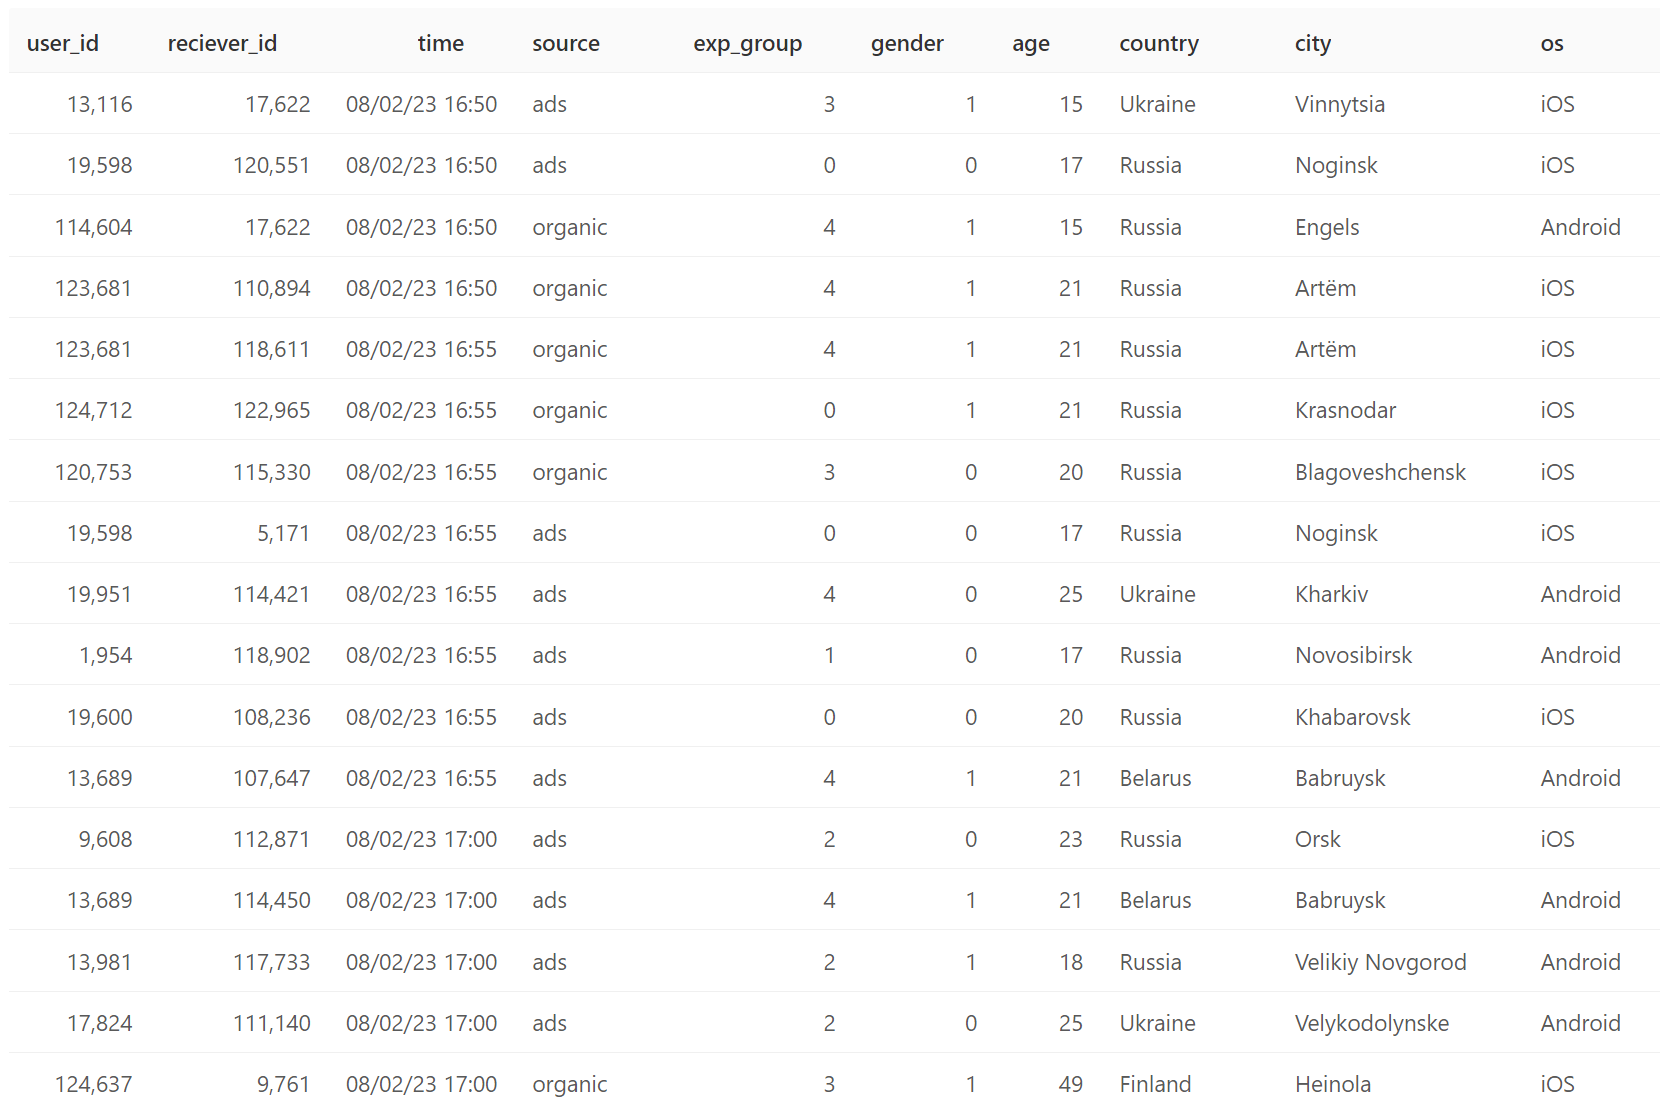 user_id reciever_id time source exp_group gender age country city os
13,116 17,622 08/02/23 16:50 ads 3 1 15 Ukraine Vinnytsia iOS
19,598 120,551 08/02/23 16:50 ads 0 0 17 Russia Noginsk iOS
114,604 17,622 08/02/23 16:50 organic 4 1 15 Russia Engels Android
123,681 110,894 08/02/23 16:50 organic 4 1 21 Russia Artëm iOS
123,681 118,611 08/02/23 16:55 organic 4 1 21 Russia Artëm iOS
124,712 122,965 08/02/23 16:55 organic 0 1 21 Russia Krasnodar iOS
120,753 115,330 08/02/23 16:55 organic 3 0 20 Russia Blagoveshchensk iOS
19,598 5,171 08/02/23 16:55 ads 0 0 17 Russia Noginsk iOS
19,951 114,421 08/02/23 16:55 ads 4 0 25 Ukraine Kharkiv Android
1,954 118,902 08/02/23 16:55 ads 1 0 17 Russia Novosibirsk Android
19,600 108,236 08/02/23 16:55 ads 0 0 20 Russia Khabarovsk iOS
13,689 107,647 08/02/23 16:55 ads 4 1 21 Belarus Babruysk Android
9,608 112,871 08/02/23 17:00 ads 2 0 23 Russia Orsk iOS
13,689 114,450 08/02/23 17:00 ads 4 1 21 Belarus Babruysk Android
13,981 117,733 08/02/23 17:00 ads 2 1 18 Russia Velikiy Novgorod Android
17,824 111,140 08/02/23 17:00 ads 2 0 25 Ukraine Velykodolynske Android
124,637 9,761 08/02/23 17:00 organic 3 1 49 Finland Heinola iOS